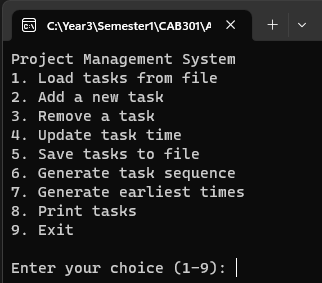 C:\Year3\Semester1\CAB301\A
Project Management System
1. Load tasks from file
2. Add a new task
3. Remove a task
4. Update task time
5. Save tasks to file
6. Generate task sequence
7. Generate earliest times
8. Print tasks
9. Exit
Enter your choice (1-9):